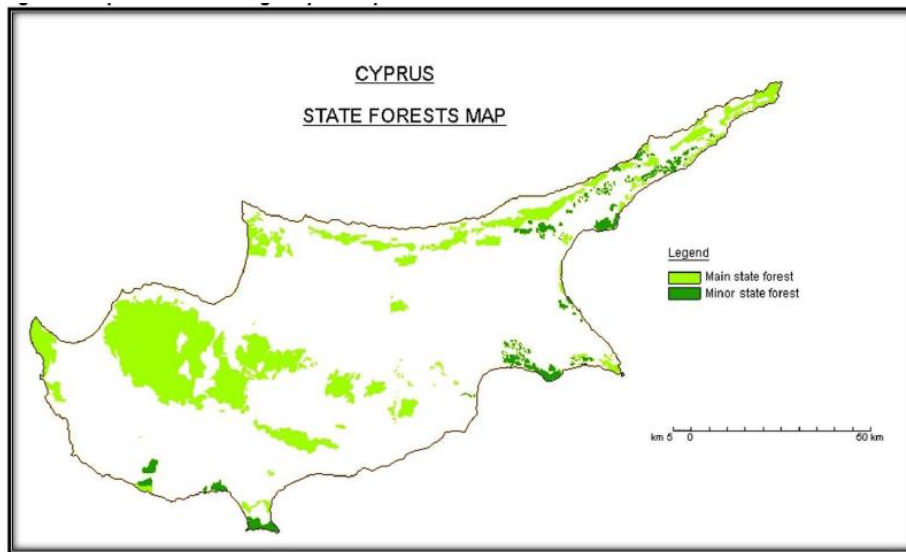 CYPRUS
STATE FORESTS MAP
Legend
Main state forest
Minor state forest
km 5 0 50 km